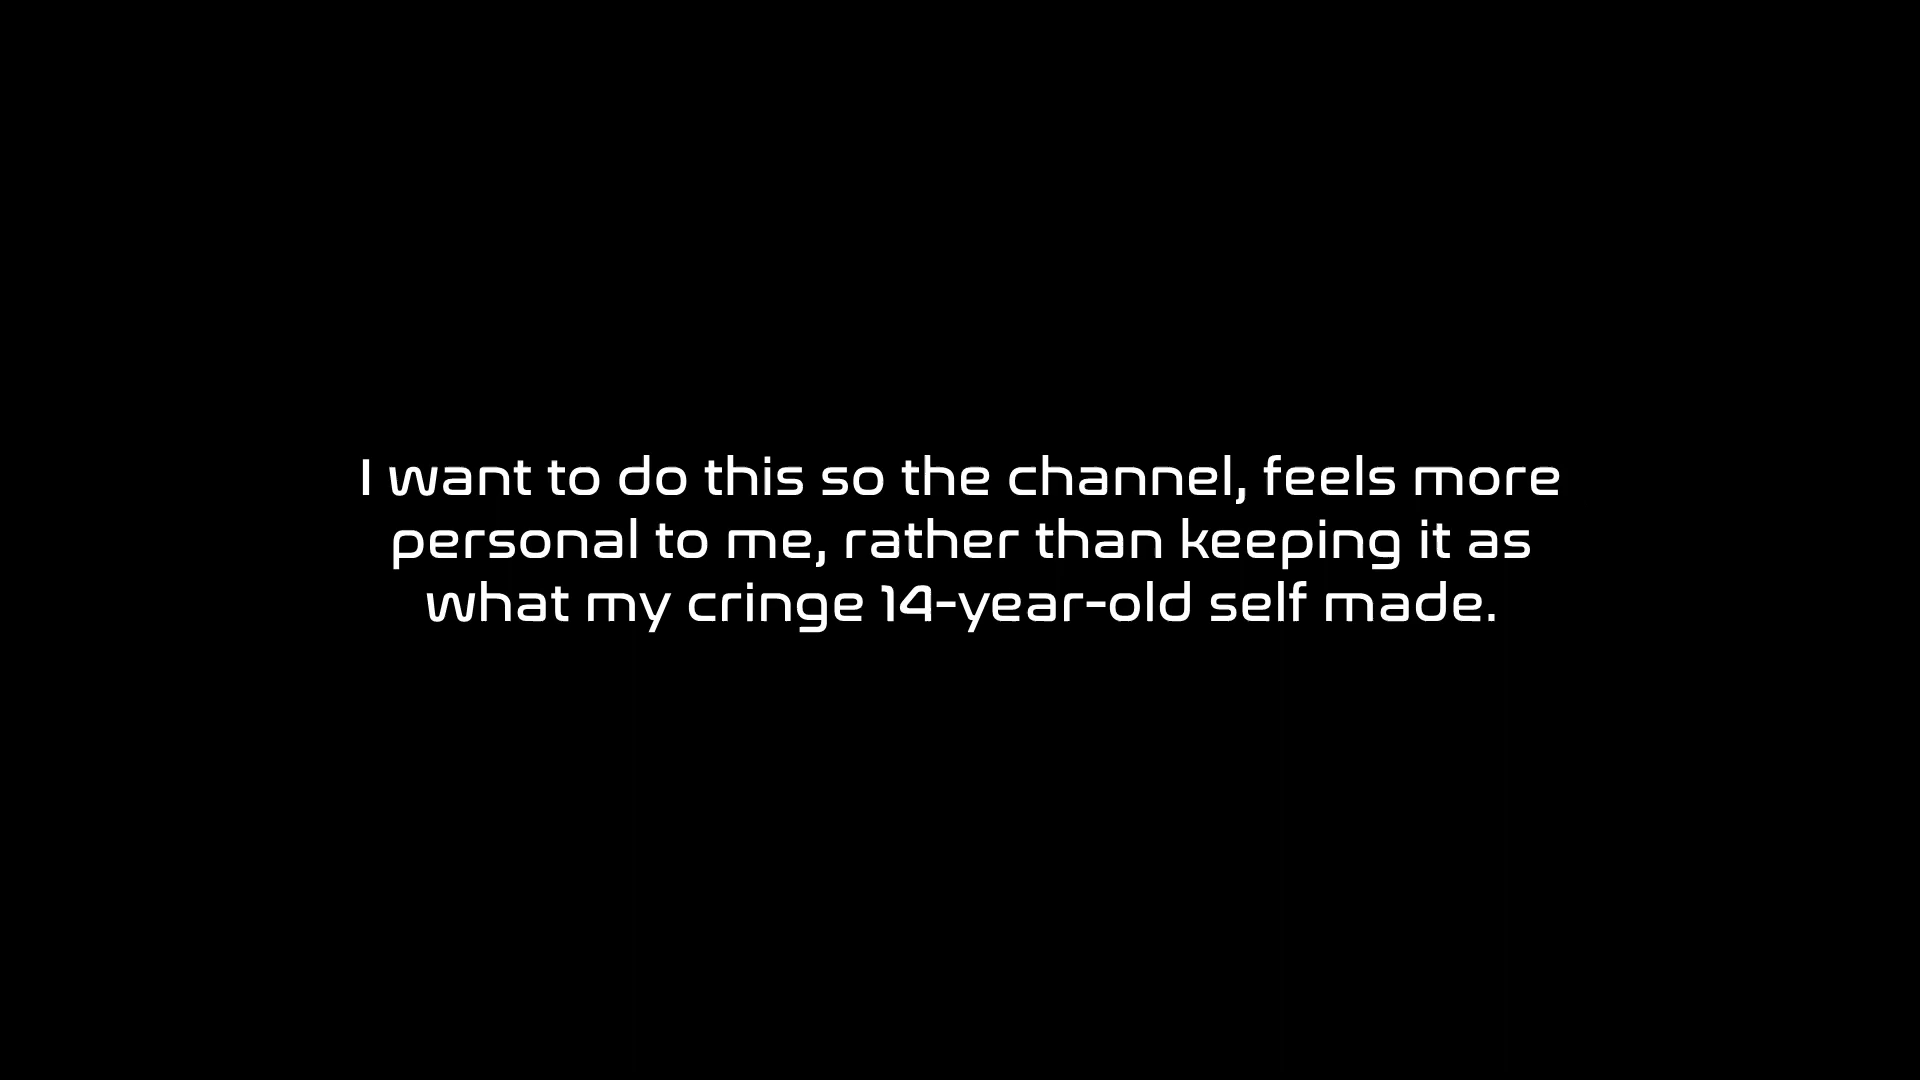 I want to do this so the channel, feels more
personal to me, rather than keeping it as
what my cringe 14-year-old self made.